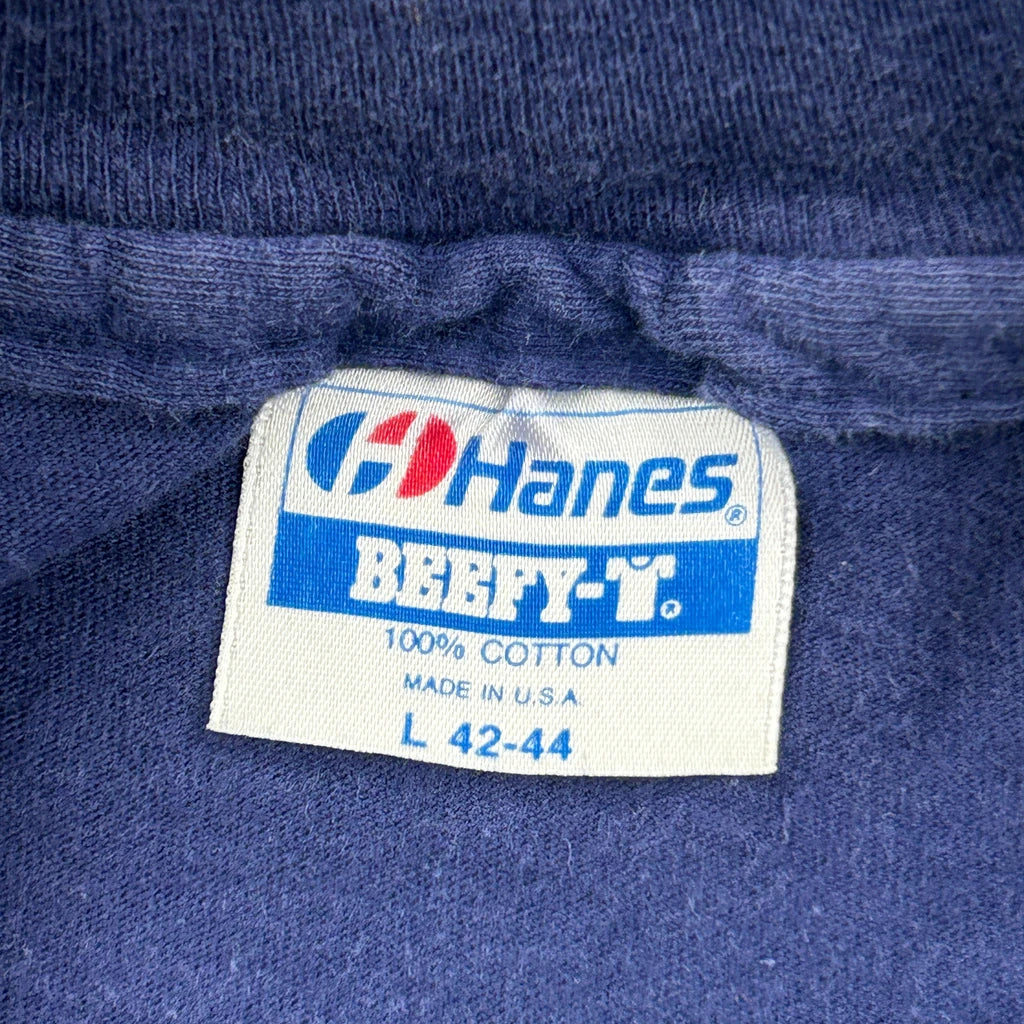 Hanes®
BEEFY-T®
100% COTTON
MADE IN U.S.A.
L 42-44